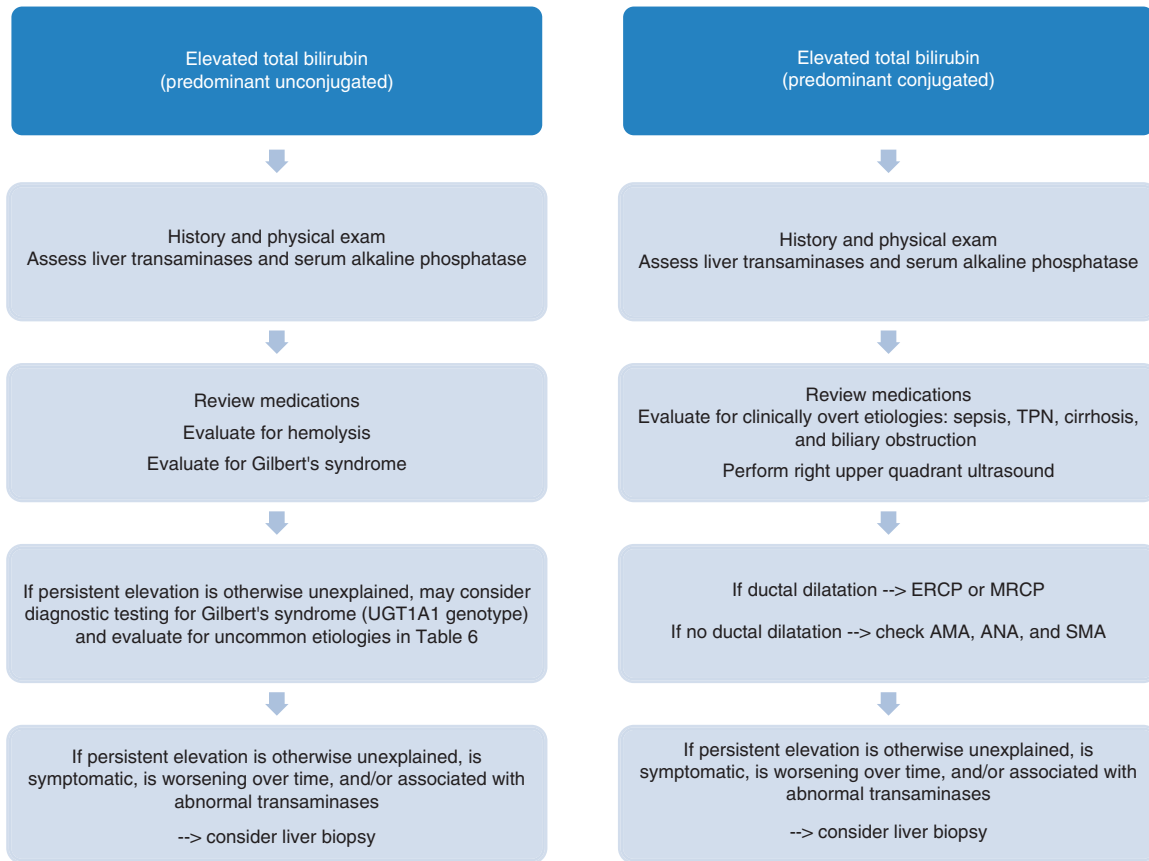 Elevated total bilirubin
(predominant unconjugated)
History and physical exam
Assess liver transaminases and serum alkaline phosphatase
Review medications
Evaluate for hemolysis
Evaluate for Gilbert's syndrome
If persistent elevation is otherwise unexplained, may consider
diagnostic testing for Gilbert's syndrome (UGT1A1 genotype)
and evaluate for uncommon etiologies in Table 6
If persistent elevation is otherwise unexplained, is
symptomatic, is worsening over time, and/or associated with
abnormal transaminases
--> consider liver biopsy
Elevated total bilirubin
(predominant conjugated)
History and physical exam
Assess liver transaminases and serum alkaline phosphatase
Review medications
Evaluate for clinically overt etiologies: sepsis, TPN, cirrhosis,
and biliary obstruction
Perform right upper quadrant ultrasound
If ductal dilatation --> ERCP or MRCP
If no ductal dilatation --> check AMA, ANA, and SMA
If persistent elevation is otherwise unexplained, is
symptomatic, is worsening over time, and/or associated with
abnormal transaminases
--> consider liver biopsy